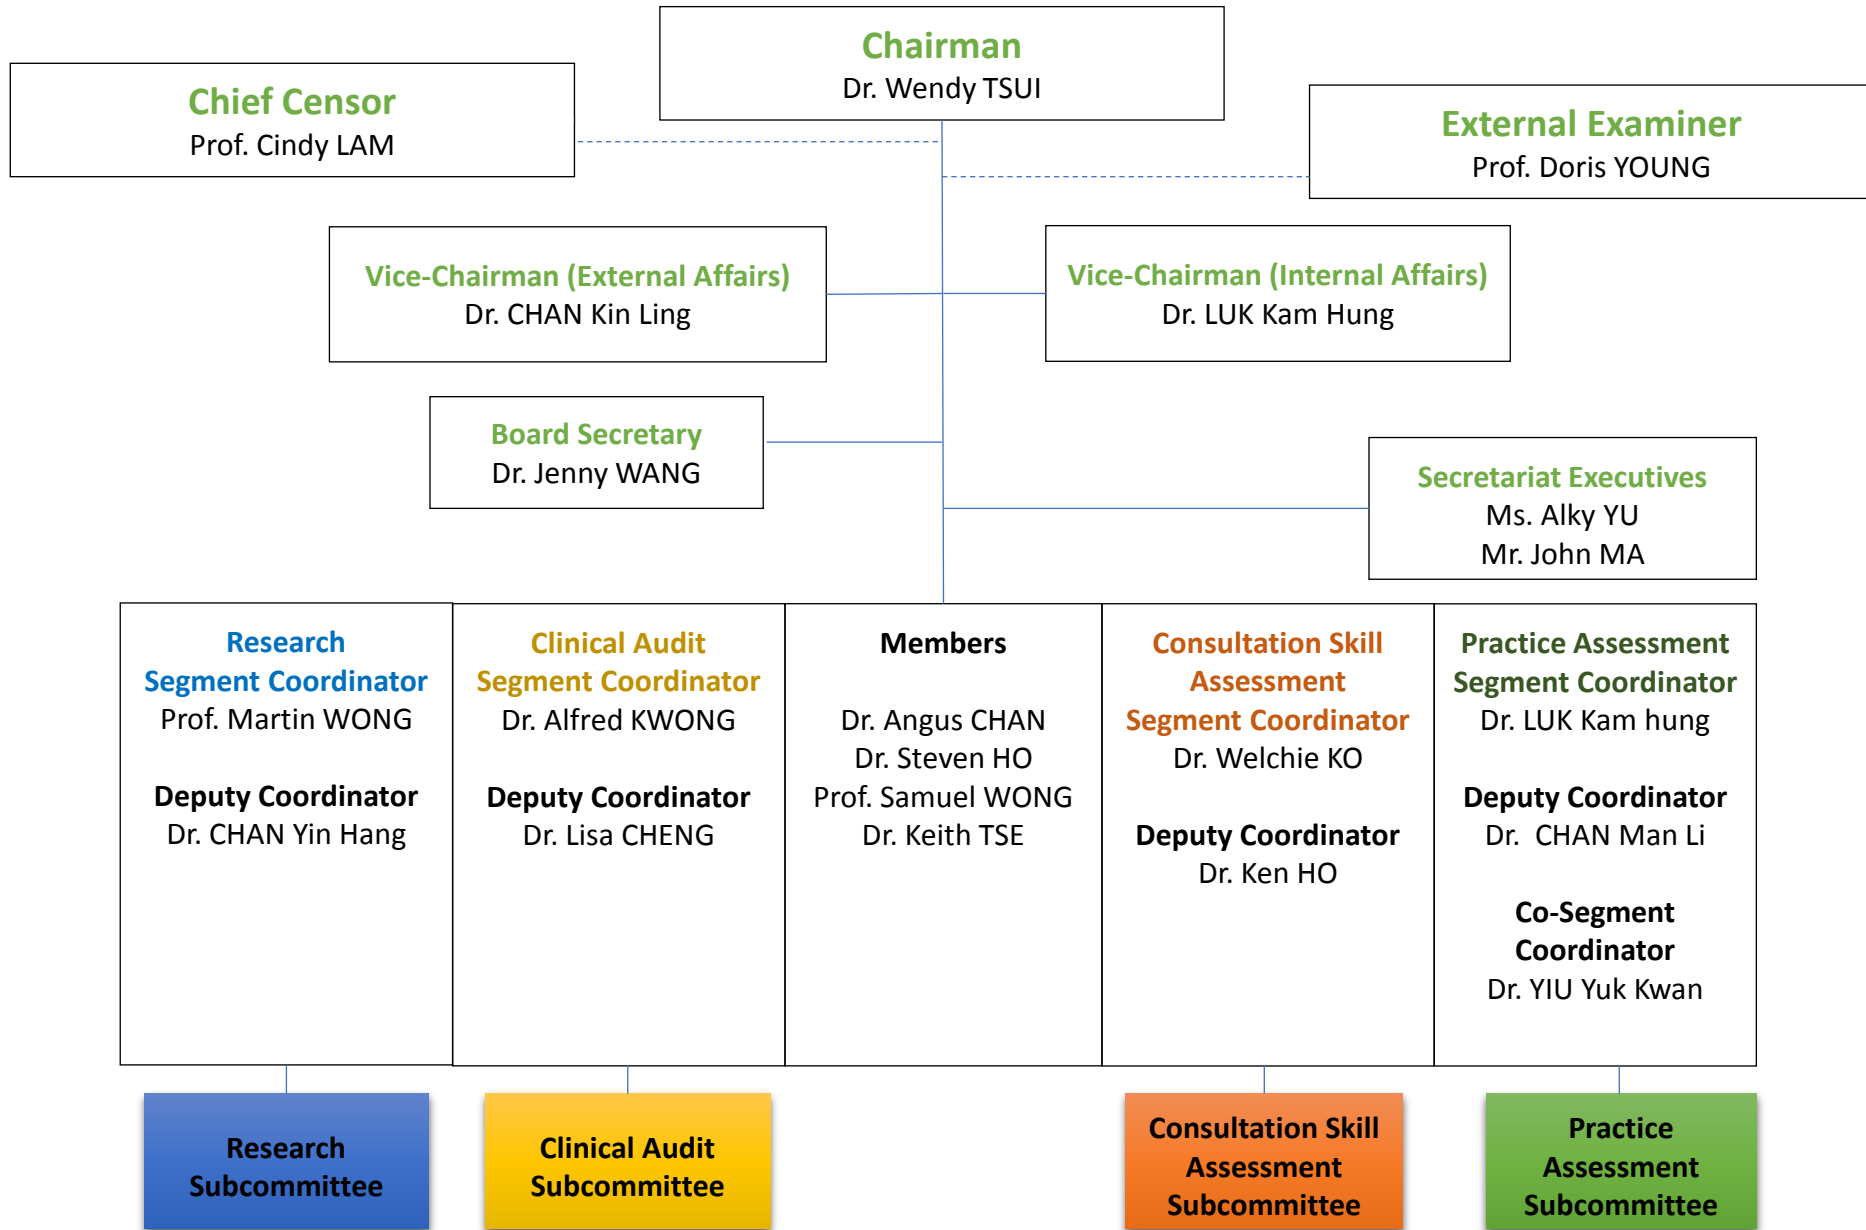 Chairman
Dr. Wendy TSUI
Chief Censor
Prof. Cindy LAM
External Examiner
Prof. Doris YOUNG
Vice-Chairman (External Affairs)
Dr. CHAN Kin Ling
Vice-Chairman (Internal Affairs)
Dr. LUK Kam Hung
Board Secretary
Dr. Jenny WANG
Secretariat Executives
Ms. Alky YU
Mr. John MA
Research
Segment Coordinator
Prof. Martin WONG
Deputy Coordinator
Dr. CHAN Yin Hang
Clinical Audit
Segment Coordinator
Dr. Alfred KWONG
Deputy Coordinator
Dr. Lisa CHENG
Members
Dr. Angus CHAN
Dr. Steven HO
Prof. Samuel WONG
Dr. Keith TSE
Consultation Skill
Assessment
Segment Coordinator
Dr. Welchie KO
Deputy Coordinator
Dr. Ken HO
Practice Assessment
Segment Coordinator
Dr. LUK Kam hung
Deputy Coordinator
Dr. CHAN Man Li
Co-Segment
Coordinator
Dr. YIU Yuk Kwan
Research
Subcommittee
Clinical Audit
Subcommittee
Consultation Skill
Assessment
Subcommittee
Practice
Assessment
Subcommittee